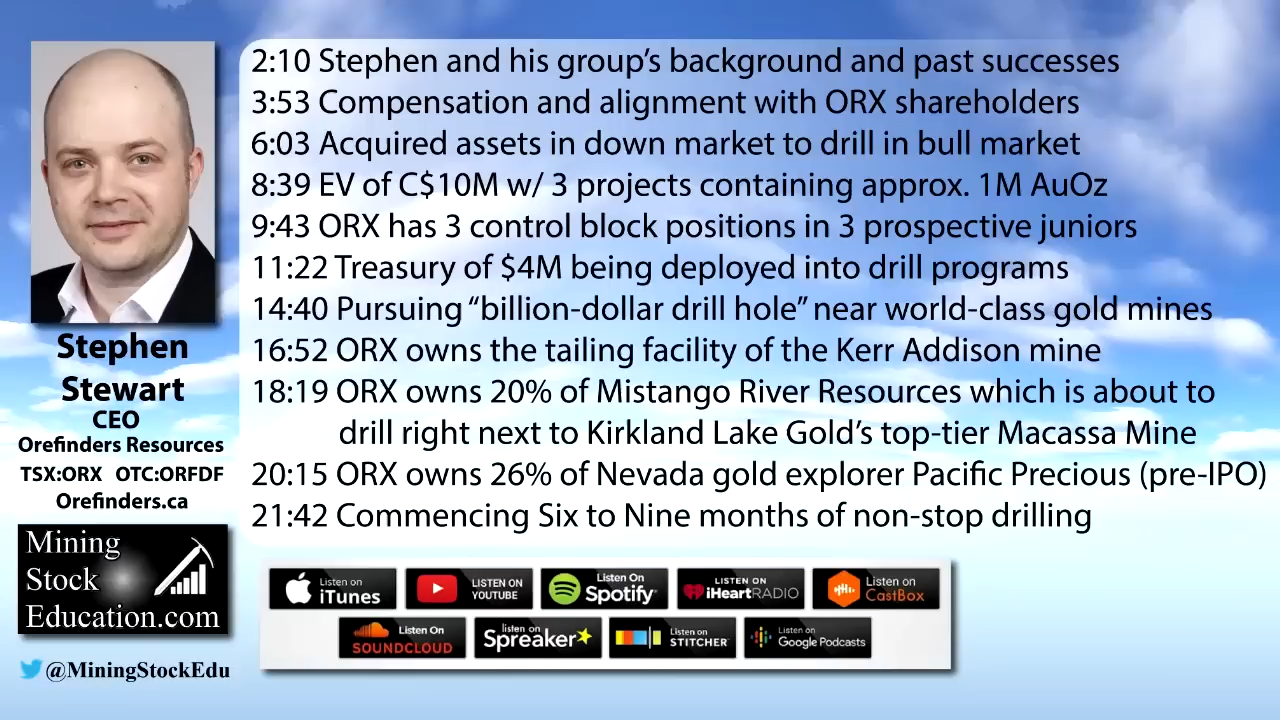 2:10 Stephen and his group's background and past successes
3:53 Compensation and alignment with ORX shareholders
6:03 Acquired assets in down market to drill in bull market
8:39 EV of C$10M w/ 3 projects containing approx. 1M AuOz
9:43 ORX has 3 control block positions in 3 prospective juniors
11:22 Treasury of $4M being deployed into drill programs
14:40 Pursuing “billion-dollar drill hole” near world-class gold mines
16:52 ORX owns the tailing facility of the Kerr Addison mine
18:19 ORX owns 20% of Mistango River Resources which is about to
drill right next to Kirkland Lake Gold's top-tier Macassa Mine
20:15 ORX owns 26% of Nevada gold explorer Pacific Precious (pre-IPO)
21:42 Commencing Six to Nine months of non-stop drilling
Stephen
Stewart
CEO
Orefinders Resources
TSX:ORX OTC:ORFDF
Orefinders.ca
Mining
Stock
Education.com
@MiningStockEdu
Listen on
iTunes
LISTEN ON
YOUTUBE
Listen On
Spotify
LISTEN ON
iHeartRADIO
Listen on
CastBox
Listen On
SOUNDCLOUD
listen on
Spreaker
LISTEN ON
STITCHER
Listen on
Google Podcasts